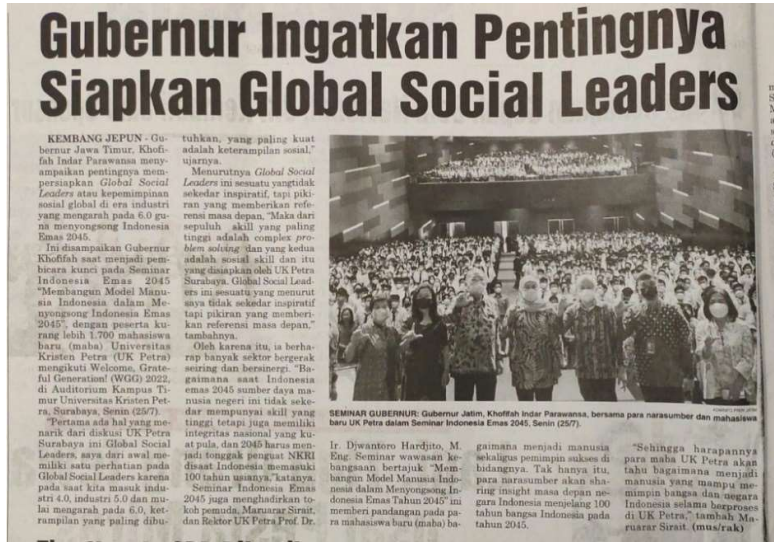 Gubernur Ingatkan Pentingnya
Siapkan Global Social Leaders
KEMBANG JEPUN - Gu-
bernur Jawa Timur, Khofi-
fah Indar Parawansa meny-
ampaikan pentingnya mem-
persiapkan Global Social
Leaders atau kepemimpinan
sosial global di era industri
yang mengarah pada 6.0 gu-
na menyongsong Indonesia
Emas 2045.
Ini disampaikan Gubernur
Khofifah saat menjadi pem-
bicara kunci pada Seminar
Indonesia Emas 2045
"Membangun Model Manu-
sia Indonesia dalam Me-
nyongsong Indonesia Emas
2045", dengan peserta ku-
rang lebih 1.700 mahasiswa
baru (maba) Universitas
Kristen Petra (UK Petra)
mengikuti Welcome, Grate-
ful Generation! (WGG) 2022,
di Auditorium Kampus Ti-
mur Universitas Kristen Pet-
ra, Surabaya, Senin (25/7).
"Pertama ada hal yang me-
narik dari diskusi UK Petra
Surabaya ini Global Social
Leaders, saya dari awal me-
miliki satu perhatian pada
Global Social Leaders karena
pada saat kita masuk indus-
tri 4.0, industri 5.0 dan mu-
lai mengarah pada 6.0, ket-
rampilan yang paling dibu-
tuhkan, yang paling kuat
adalah keterampilan sosial,"
ujarnya.
Menurutnya Global Social
Leaders ini sesuatu yangtidak
sekedar inspiratif, tapi piki-
ran yang memberikan refe-
rensi masa depan, "Maka dari
sepuluh skill yang paling
tinggi adalah complex pro-
blem solving dan yang kedua
adalah sosial skill dan itu
yang disiapkan oleh UK Petra
Surabaya. Global Social Lead-
ers ini sesuatu yang menurut
saya tidak sekedar inspiratif
tapi pikiran yang memberi-
kan referensi masa depan,"
tambahnya.
Oleh karena itu, ia berha-
rap banyak sektor bergerak
seiring dan bersinergi. "Ba-
gaimana saat Indonesia
emas 2045 sumber daya ma-
nusia negeri ini tidak seke-
dar mempunyai skill yang
tinggi tetapi juga memiliki
integritas nasional yang ku-
at pula, dan 2045 harus men-
jadi tonggak penguat NKRI
disaat Indonesia memasuki
100 tahun usianya,"katanya.
Seminar Indonesia Emas
2045 juga menghadirkan to-
koh pemuda, Maruarar Sirait,
dan Rektor UK Petra Prof. Dr.
SEMINAR GUBERNUR: Gubernur Jatim, Khofifah Indar Parawansa, bersama para narasumber dan mahasiswa
baru UK Petra dalam Seminar Indonesia Emas 2045, Senin (25/7).
Ir. Djwantoro Hardjito, M.
Eng. Seminar wawasan ke-
bangsaan bertajuk "Mem-
bangun Model Manusia Indo-
nesia dalam Menyongsong In-
donesia Emas Tahun 2045" ini
memberi pandangan pada pa-
ra mahasiswa baru (maba) ba-
gaimana menjadi manusia
sekaligus pemimpin sukses di
bidangnya. Tak hanya itu,
para narasumber akan sha-
ring insight masa depan ne-
gara Indonesia menjelang 100
tahun bangsa Indonesia pada
tahun 2045.
"Sehingga harapannya
para maba UK Petra akan
tahu bagaimana menjadi
manusia yang mampu me-
mimpin bangsa dan negara
Indonesia selama berproses
di UK Petra," tambah Ma-
ruarar Sirait. (mus/rak)